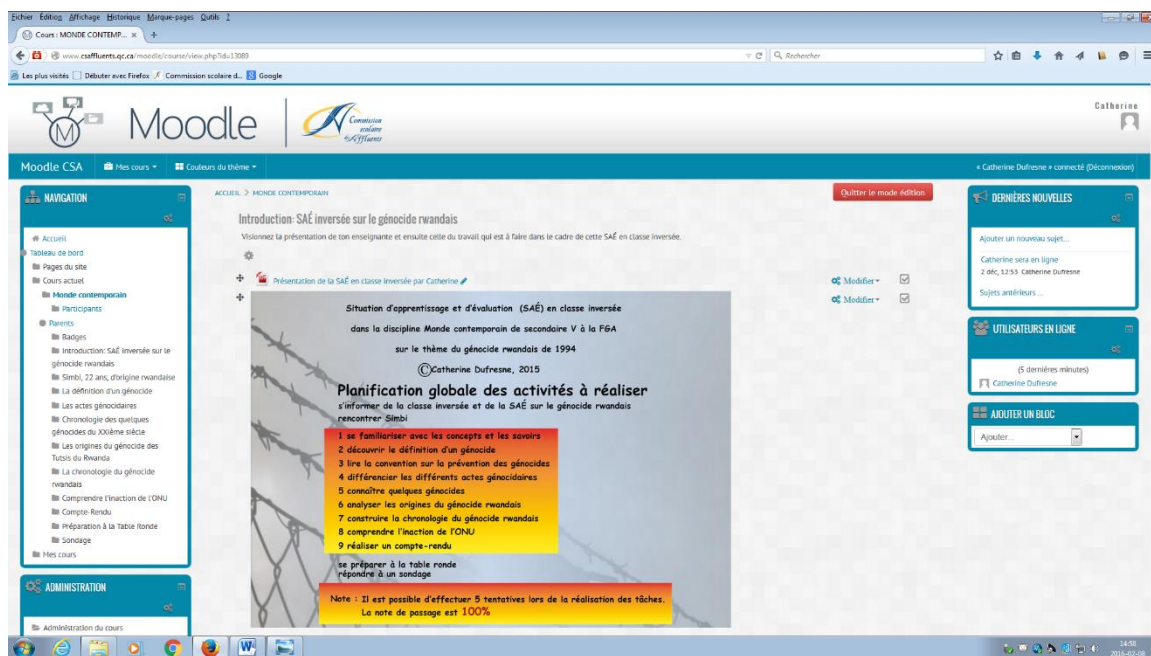 Fichier Édition Affichage Historique Marque-pages Outils ?
Cours : MONDE CONTEMP... × +
www.csaffluents.qc.ca/moodle/course/view.php?id=13089
Rechercher
Les plus visités Débuter avec Firefox Commission scolaire d... Google
Moodle
Commission
scolaire
des Affluents
Catherine
Moodle CSA Mes cours Couleurs du thème
« Catherine Dufresne » connecté (Déconnexion)
NAVIGATION
Accueil
Tableau de bord
Pages du site
Cours actuel
Monde contemporain
Participants
Parents
Badges
Introduction: SAÉ inversée sur le
génocide rwandais
Simbi, 22 ans, d'origine rwandaise
La définition d'un génocide
Les actes génocidaires
Chronologie des quelques
génocides du XXième siècle
Les origines du génocide des
Tutsis du Rwanda
La chronologie du génocide
rwandais
Comprendre l'inaction de l'ONU
Compte-Rendu
Préparation à la Table Ronde
Sondage
Mes cours
ADMINISTRATION
Administration du cours
ACCUEIL > MONDE CONTEMPORAIN
Quitter le mode édition
Introduction: SAÉ inversée sur le génocide rwandais
Visionnez la présentation de ton enseignante et ensuite celle du travail qui est à faire dans le cadre de cette SAÉ en classe inversée.
Présentation de la SAÉ en classe inversée par Catherine
Modifier
Modifier
Situation d'apprentissage et d'évaluation (SAÉ) en classe inversée
dans la discipline Monde contemporain de secondaire V à la FGA
sur le thème du génocide rwandais de 1994
©Catherine Dufresne, 2015
Planification globale des activités à réaliser
s'informer de la classe inversée et de la SAÉ sur le génocide rwandais
rencontrer Simbi
1 se familiariser avec les concepts et les savoirs
2 découvrir le définition d'un génocide
3 lire la convention sur la prévention des génocides
4 différencier les différents actes génocidaires
5 connaître quelques génocides
6 analyser les origines du génocide rwandais
7 construire la chronologie du génocide rwandais
8 comprendre l'inaction de l'ONU
9 réaliser un compte-rendu
se préparer à la table ronde
répondre à un sondage
Note : Il est possible d'effectuer 5 tentatives lors de la réalisation des tâches.
La note de passage est 100%
DERNIÈRES NOUVELLES
Ajouter un nouveau sujet...
Catherine sera en ligne
2 déc, 12:53 Catherine Dufresne
Sujets antérieurs ...
UTILISATEURS EN LIGNE
(5 dernières minutes)
Catherine Dufresne
AJOUTER UN BLOC
Ajouter...
14:58
2016-02-08